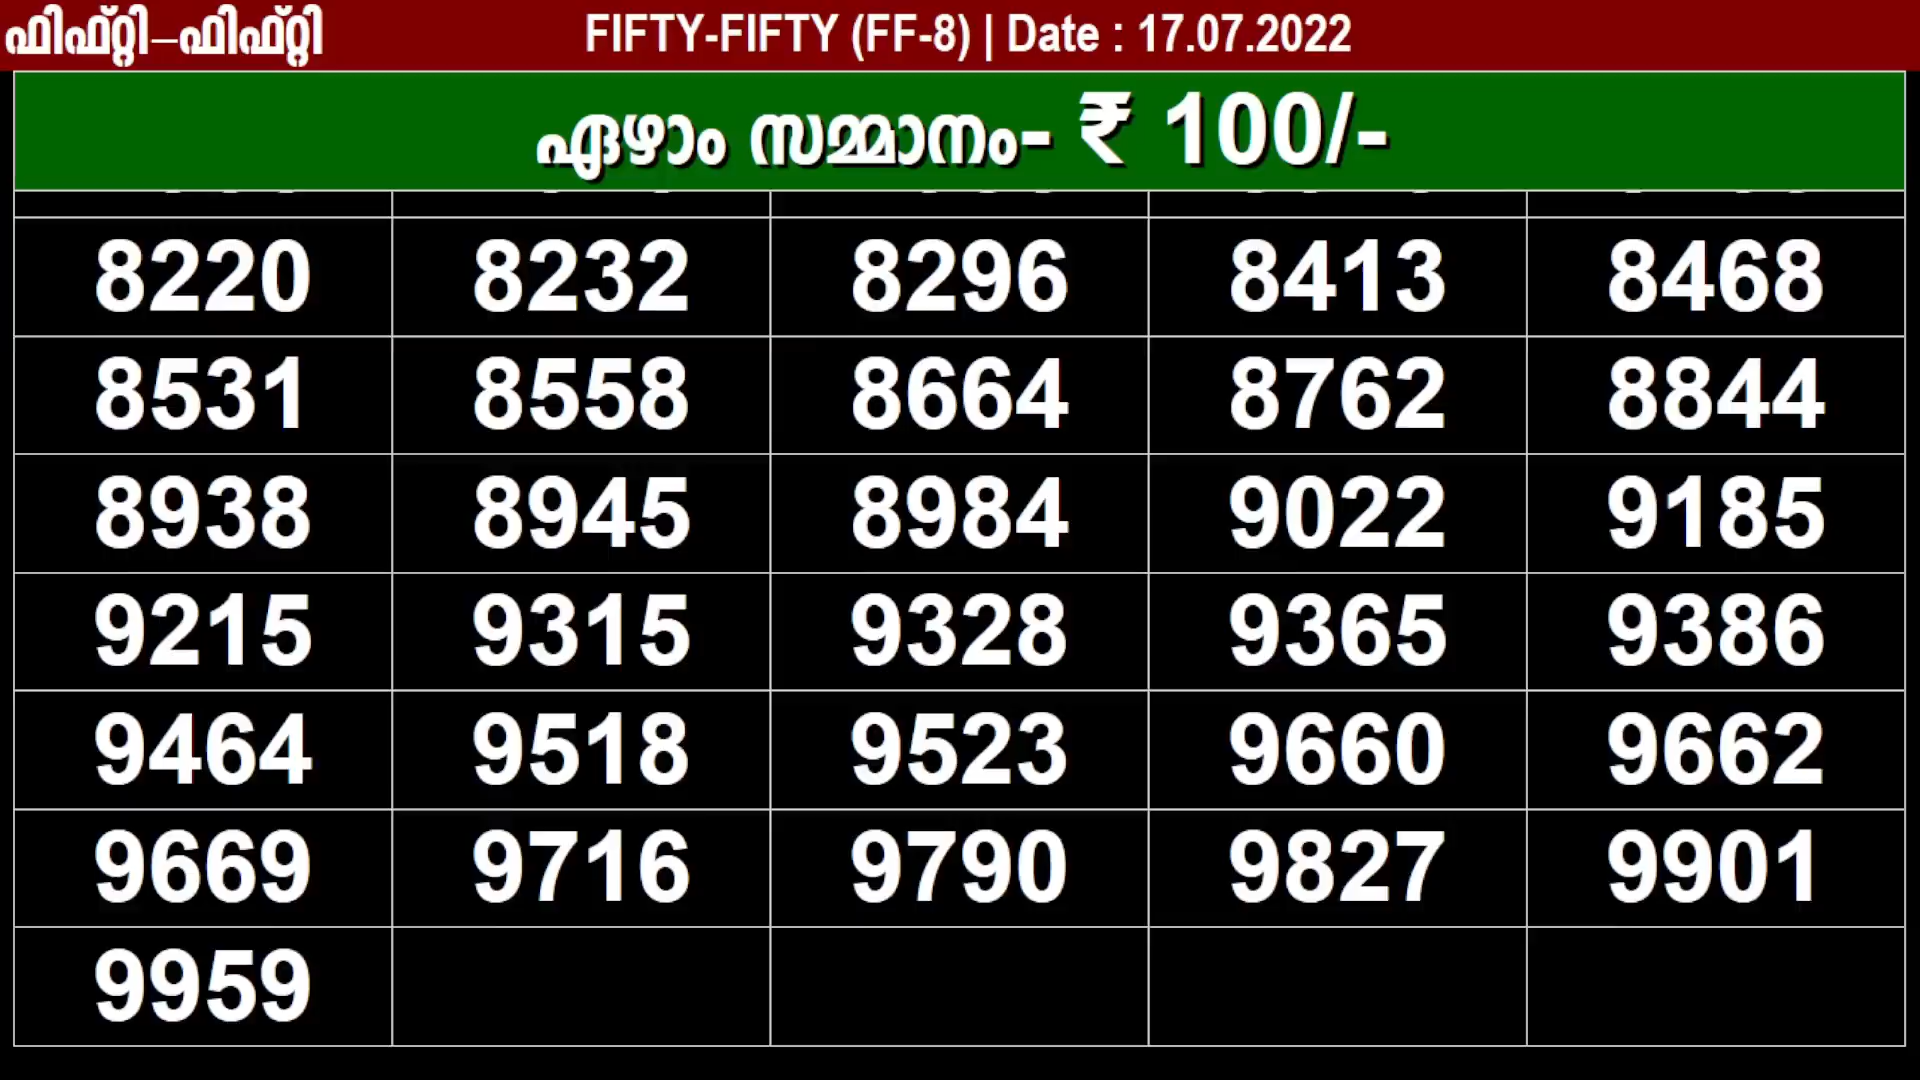 ഫിഫ്റ്റി–ഫിഫ്റ്റി FIFTY-FIFTY (FF-8) | Date : 17.07.2022
ഏഴാം സമ്മാനം- ₹ 100/-
8220 8232 8296 8413 8468
8531 8558 8664 8762 8844
8938 8945 8984 9022 9185
9215 9315 9328 9365 9386
9464 9518 9523 9660 9662
9669 9716 9790 9827 9901
9959